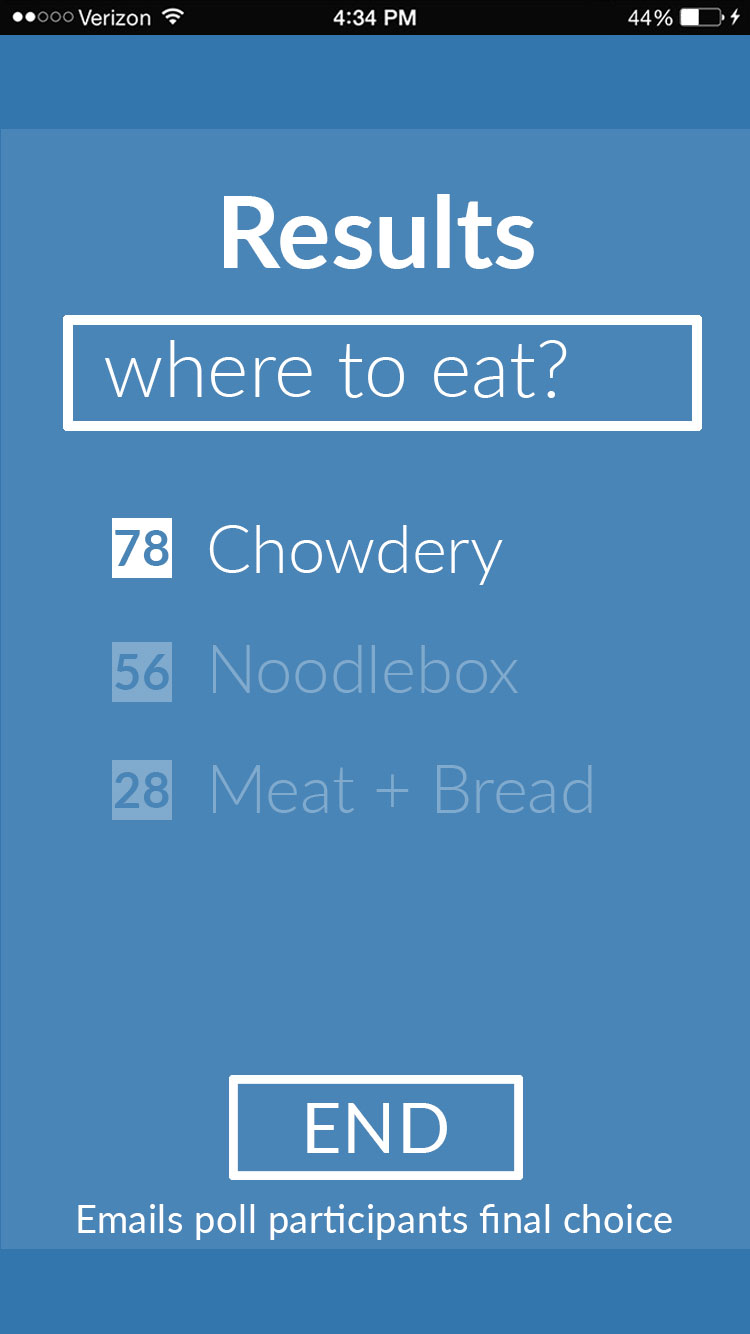 Verizon 4:34 PM 44%
Results
where to eat?
78 Chowdery
56 Noodlebox
28 Meat + Bread
END
Emails poll participants final choice